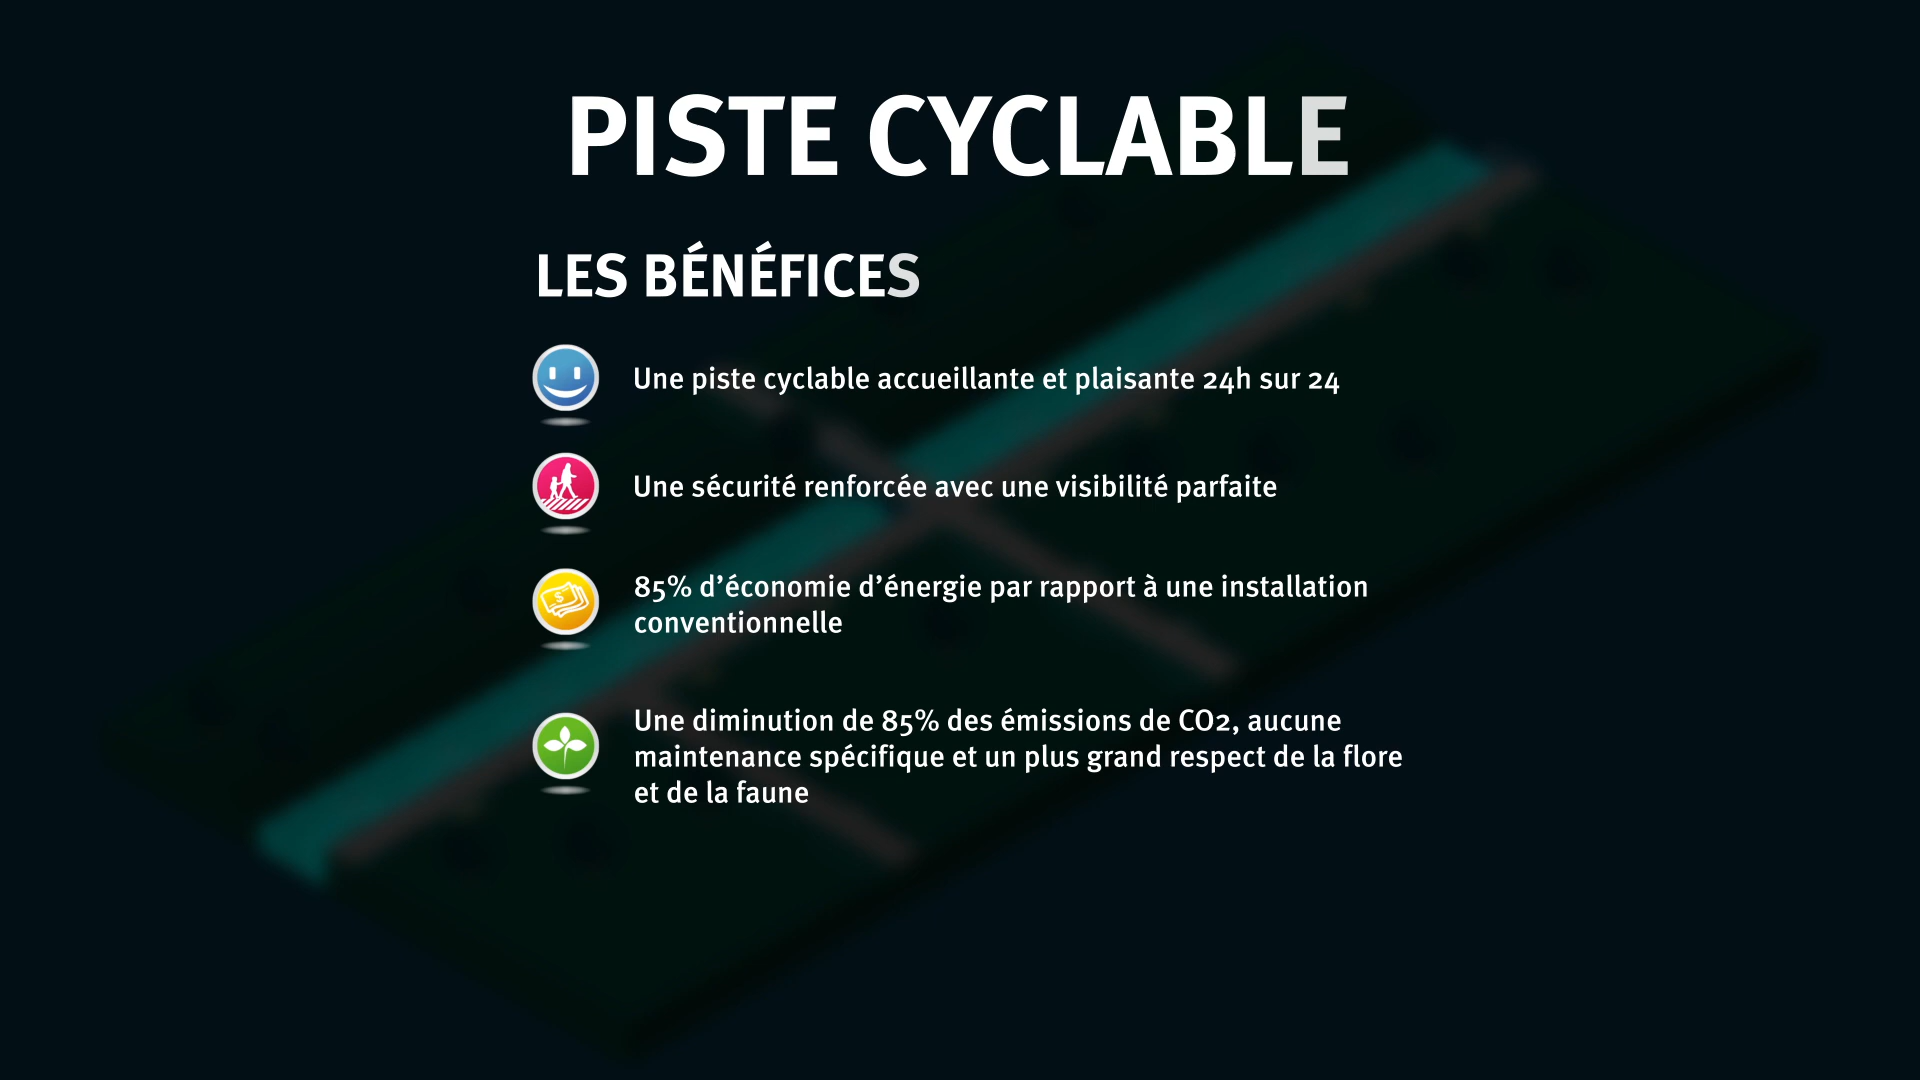 PISTE CYCLABLE
LES BÉNÉFICES
Une piste cyclable accueillante et plaisante 24h sur 24
Une sécurité renforcée avec une visibilité parfaite
85% d’économie d’énergie par rapport à une installation
conventionnelle
Une diminution de 85% des émissions de CO2, aucune
maintenance spécifique et un plus grand respect de la flore
et de la faune